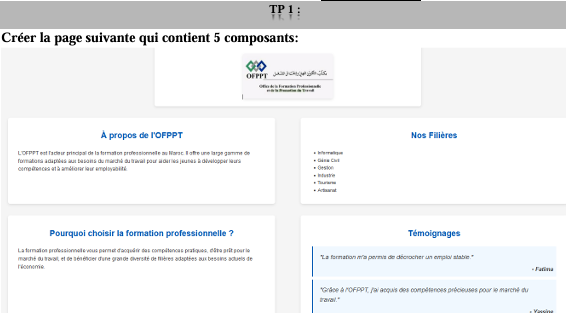 TP 1 :
Créer la page suivante qui contient 5 composants:
OFPPT
Office de la Formation Professionnelle
et de la Promotion du Travail
À propos de l'OFPPT
L'OFPPT est l'acteur principal de la formation professionnelle au Maroc. Il offre une large gamme de
formations adaptées aux besoins du marché du travail pour aider les jeunes à développer leurs
compétences et à améliorer leur employabilité.
Nos Filières
Informatique
Génie Civil
Gestion
Industrie
Tourisme
Artisanat
Pourquoi choisir la formation professionnelle ?
La formation professionnelle vous permet d'acquérir des compétences pratiques, d'être prêt pour le
marché du travail, et de bénéficier d'une grande diversité de filières adaptées aux besoins actuels de
l'économie.
Témoignages
"La formation m'a permis de décrocher un emploi stable."
- Fatima
"Grâce à l'OFPPT, j'ai acquis des compétences précieuses pour le marché du
travail."
- Yassine